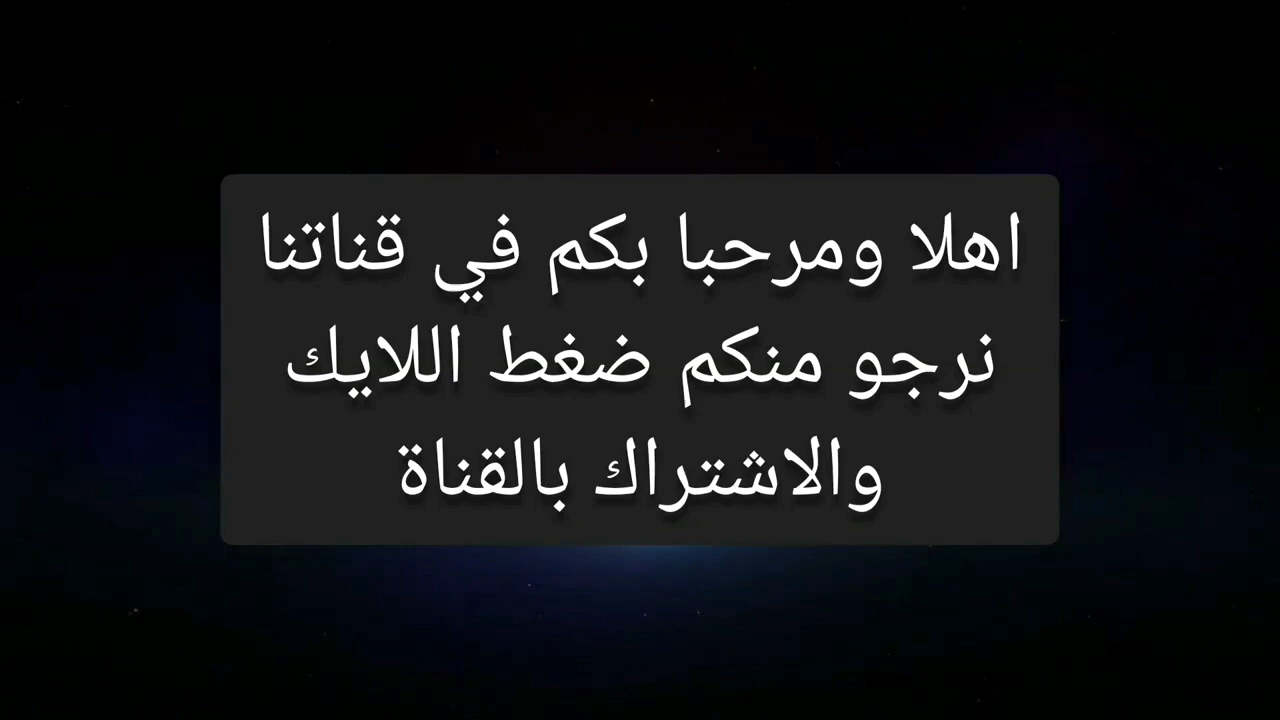 اهلا ومرحبا بكم في قناتنا
نرجو منكم ضغط اللايك
والاشتراك بالقناة